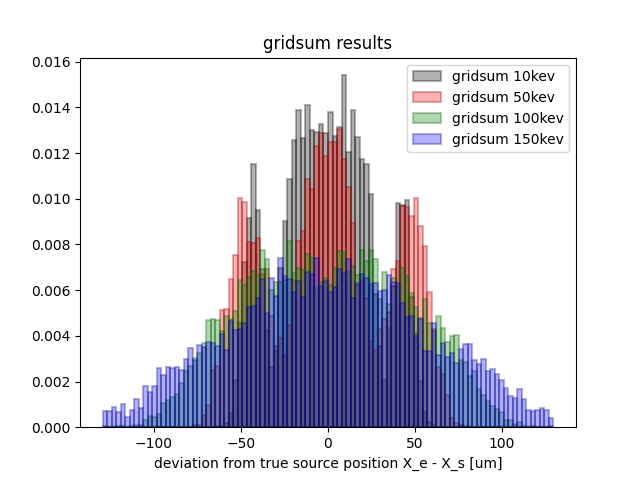 gridsum results
0.016
0.014
0.012
0.010
0.008
0.006
0.004
0.002
0.000
gridsum 10kev
gridsum 50kev
gridsum 100kev
gridsum 150kev
−100 −50 0 50 100
deviation from true source position X_e - X_s [um]